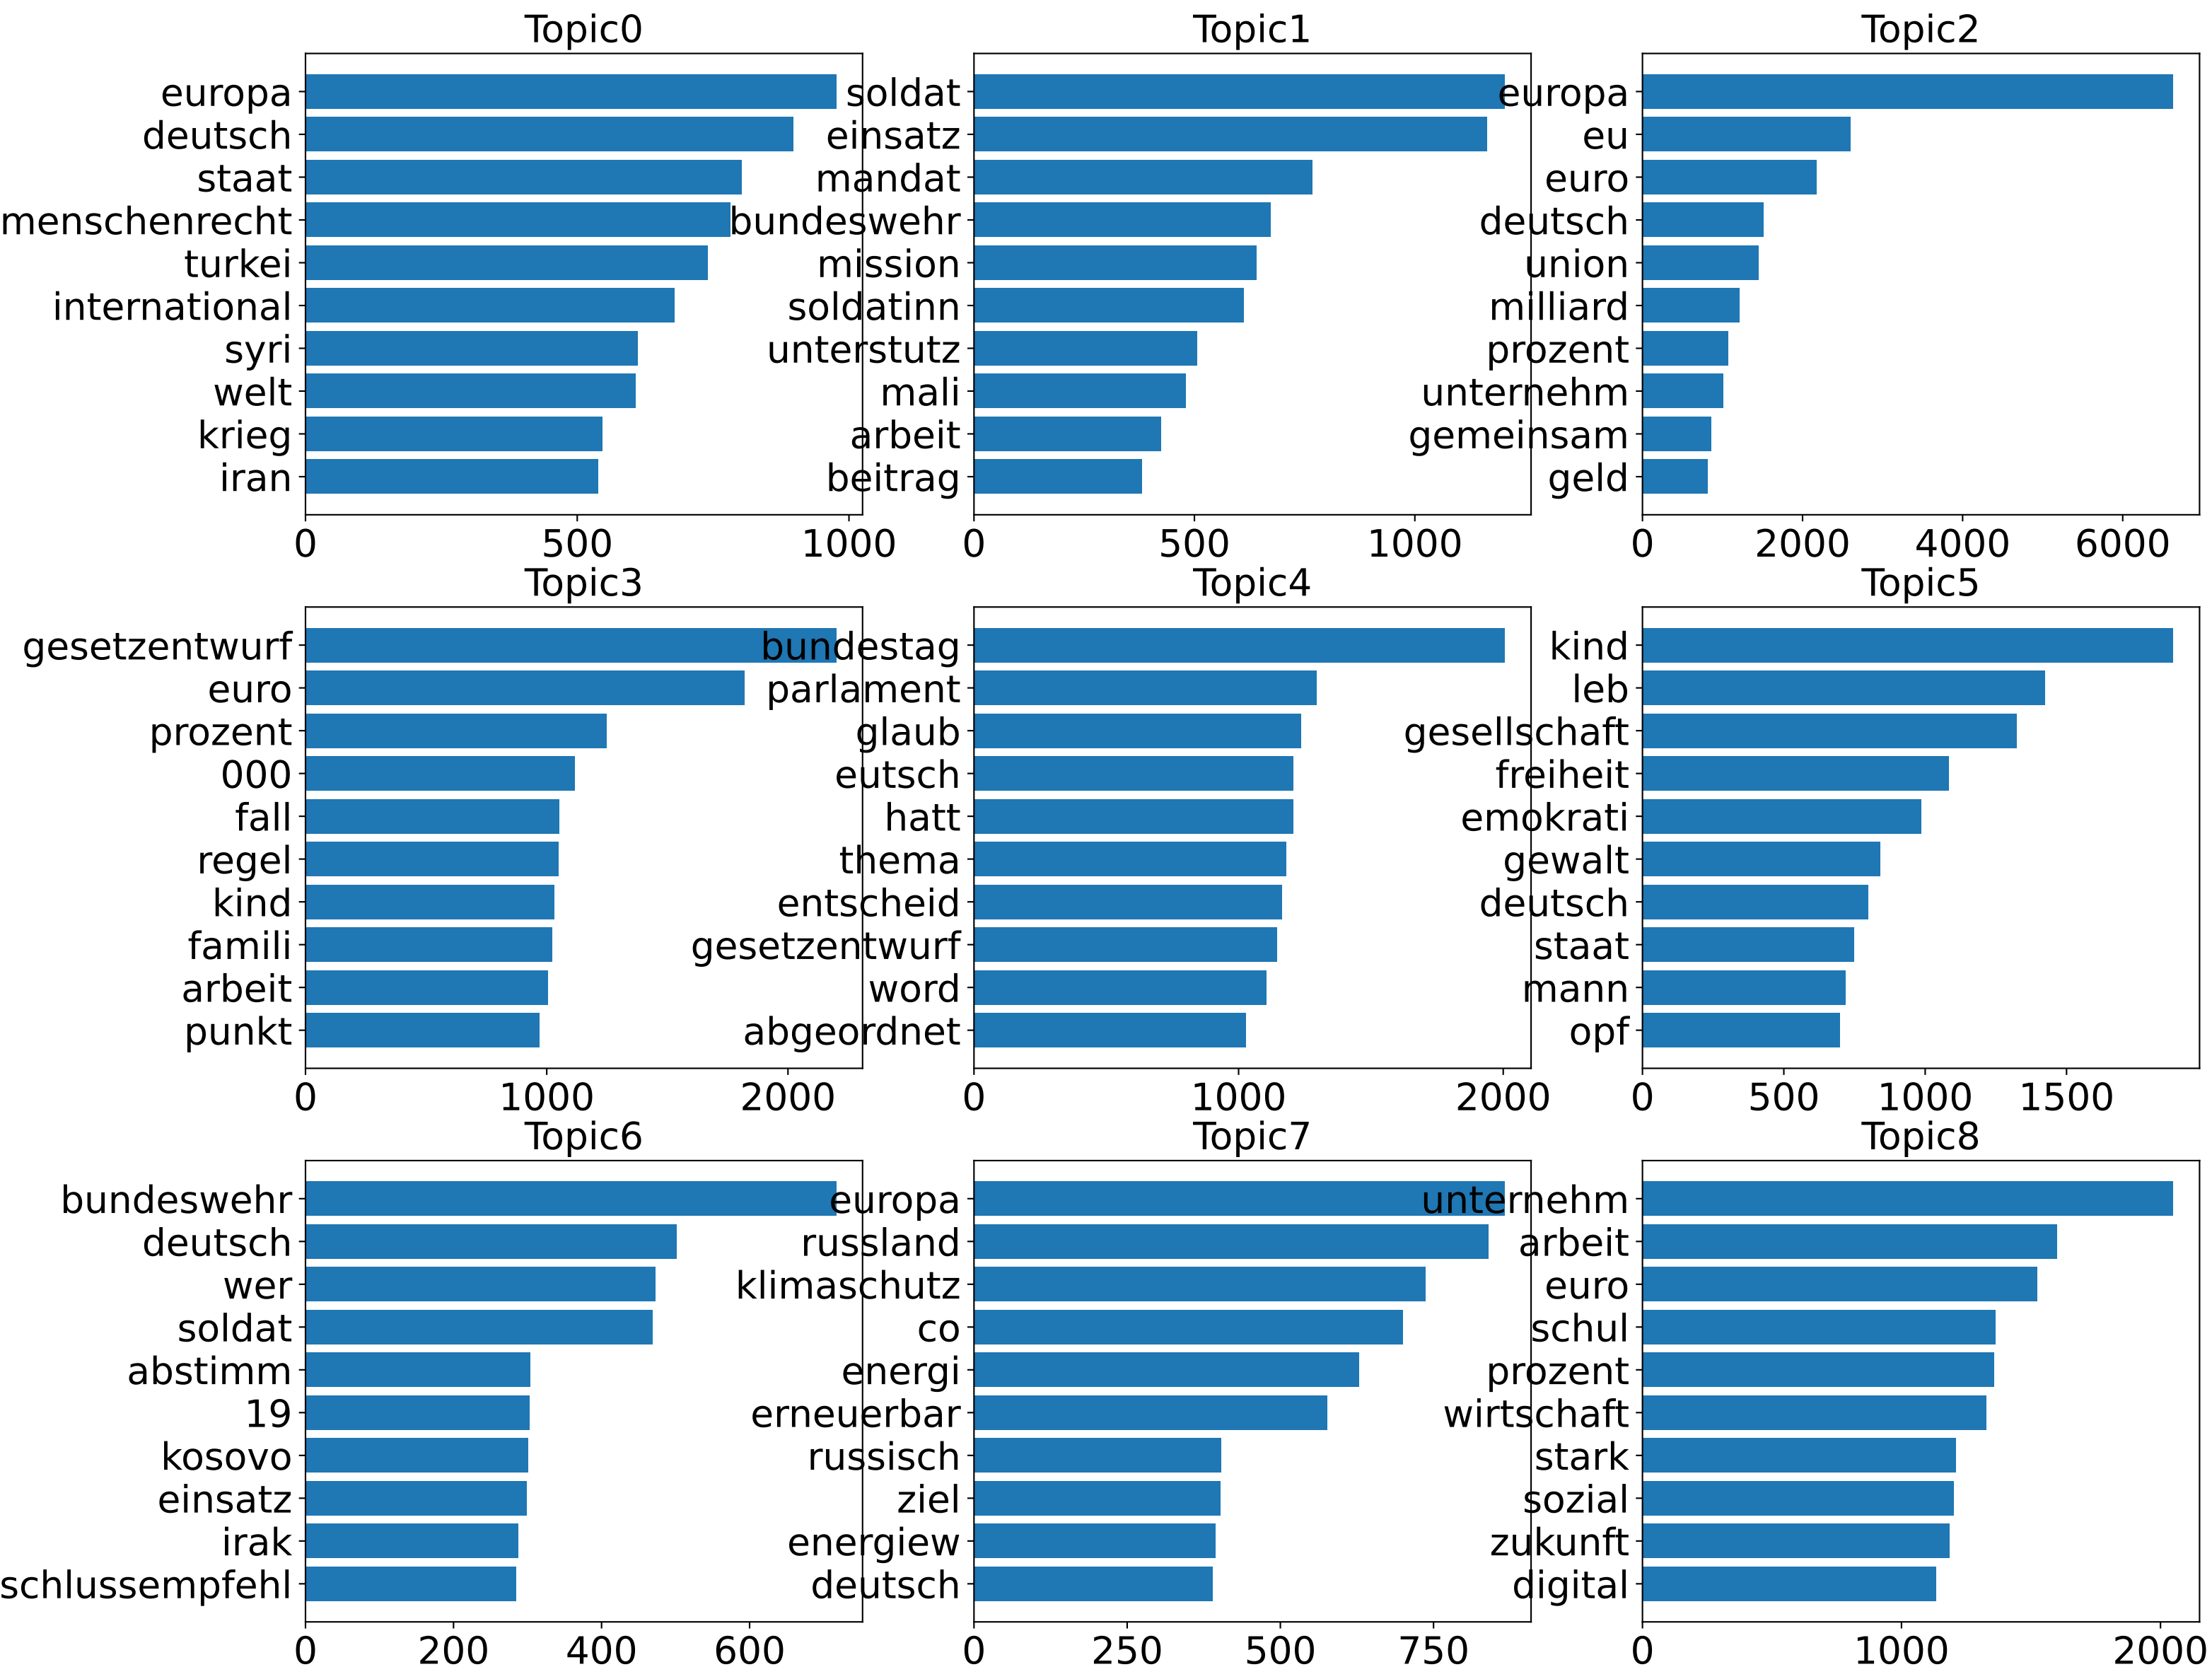 Topic0
europa
deutsch
staat
menschenrecht
turkei
international
syri
welt
krieg
iran
0 500 1000
Topic1
soldat
einsatz
mandat
bundeswehr
mission
soldatinn
unterstutz
mali
arbeit
beitrag
0 500 1000
Topic2
europa
eu
euro
deutsch
union
milliard
prozent
unternehm
gemeinsam
geld
0 2000 4000 6000
Topic3
gesetzentwurf
euro
prozent
000
fall
regel
kind
famili
arbeit
punkt
0 1000 2000
Topic4
bundestag
parlament
glaub
eutsch
hatt
thema
entscheid
gesetzentwurf
word
abgeordnet
0 1000 2000
Topic5
kind
leb
gesellschaft
freiheit
emokrati
gewalt
deutsch
staat
mann
opf
0 500 1000 1500
Topic6
bundeswehr
deutsch
wer
soldat
abstimm
19
kosovo
einsatz
irak
schlussempfehl
0 200 400 600
Topic7
europa
russland
klimaschutz
co
energi
erneuerbar
russisch
ziel
energiew
deutsch
0 250 500 750
Topic8
unternehm
arbeit
euro
schul
prozent
wirtschaft
stark
sozial
zukunft
digital
0 1000 2000